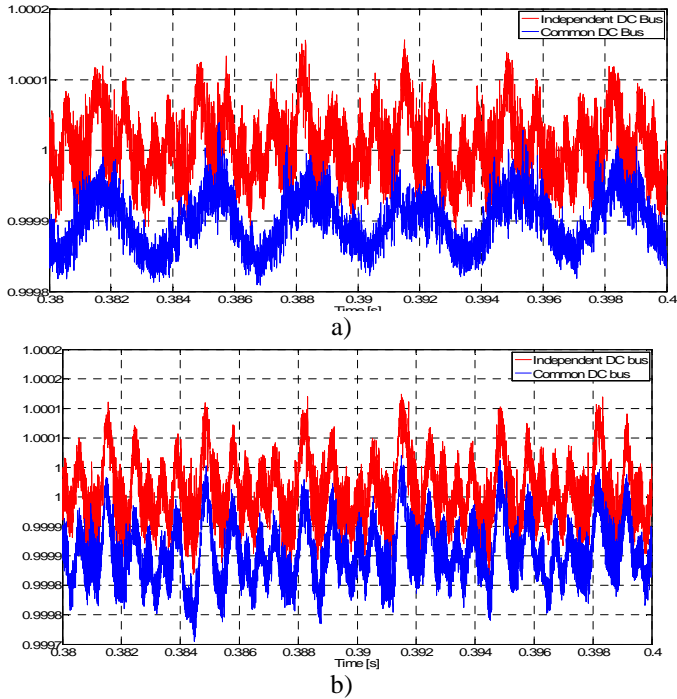 1.0002
Independent DC Bus
Common DC Bus
1.0001
1
0.9999
0.9998
0.38 0.382 0.384 0.386 0.388 0.39 0.392 0.394 0.396 0.398 0.4
Time [s]
a)
1.0002
Independent DC bus
Common DC bus
1.0002
1.0001
1.0001
1
1
0.9999
0.9999
0.9998
0.9998
0.9997
0.38 0.382 0.384 0.386 0.388 0.39 0.392 0.394 0.396 0.398 0.4
Time [s]
b)